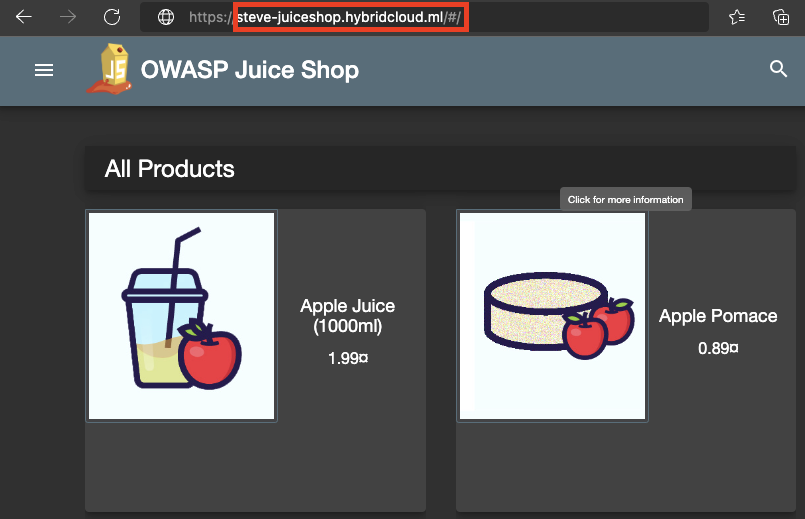 https://steve-juiceshop.hybridcloud.ml/#/
JS
OWASP Juice Shop
All Products
Click for more information
Apple Juice
(1000ml)
1.99¤
Apple Pomace
0.89¤